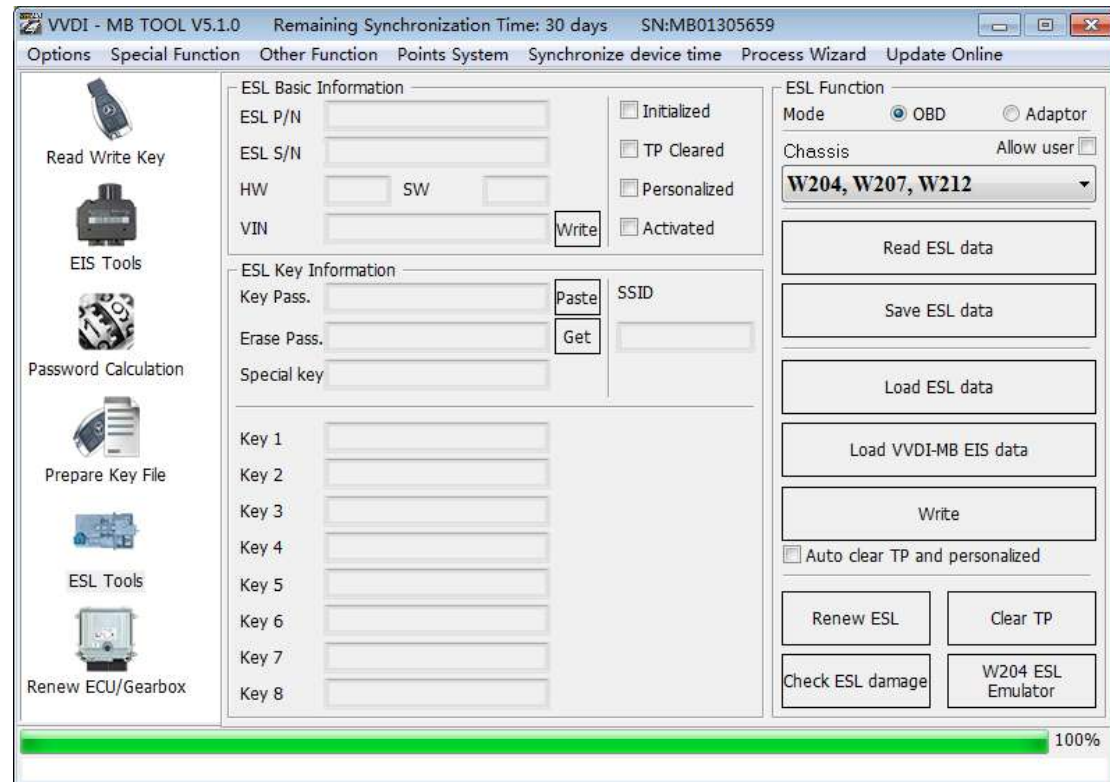 VVDI - MB TOOL V5.1.0 Remaining Synchronization Time: 30 days SN:MB01305659
Options Special Function Other Function Points System Synchronize device time Process Wizard Update Online
Read Write Key
EIS Tools
Password Calculation
Prepare Key File
ESL Tools
Renew ECU/Gearbox
ESL Basic Information
ESL P/N
ESL S/N
HW SW
VIN Write
Initialized
TP Cleared
Personalized
Activated
ESL Key Information
Key Pass. Paste
Erase Pass. Get
Special key
SSID
Key 1
Key 2
Key 3
Key 4
Key 5
Key 6
Key 7
Key 8
ESL Function
Mode OBD Adaptor
Chassis Allow user
W204, W207, W212
Read ESL data
Save ESL data
Load ESL data
Load VVDI-MB EIS data
Write
Auto clear TP and personalized
Renew ESL Clear TP
Check ESL damage
W204 ESL
Emulator
100%